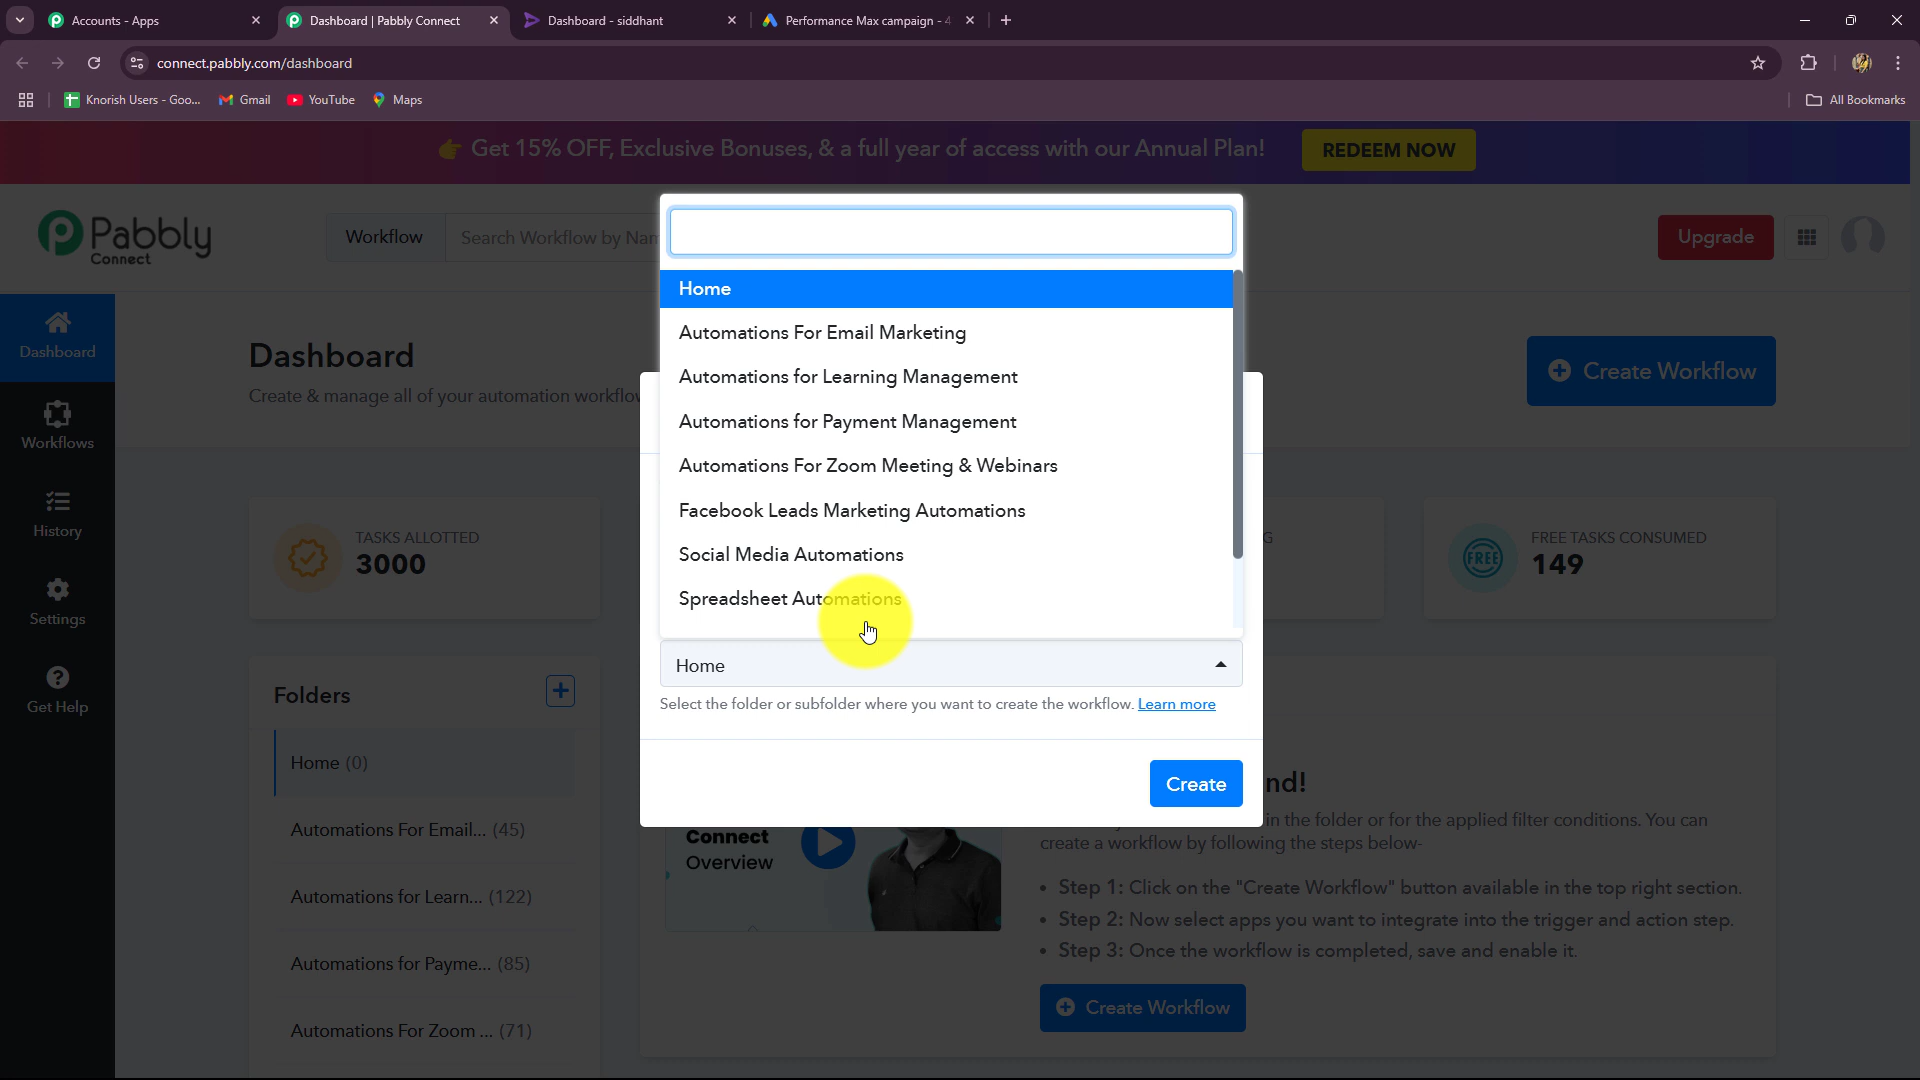 Accounts - Apps
Dashboard | Pabbly Connect
Dashboard - siddhant
Performance Max campaign - 4
connect.pabbly.com/dashboard
Knorish Users - Goo...
Gmail
YouTube
Maps
All Bookmarks
👉 Get 15% OFF, Exclusive Bonuses, & a full year of access with our Annual Plan!
REDEEM NOW
Pabbly
Connect
Workflow
Search Workflow by Nam
Upgrade
Dashboard
Workflows
History
Settings
Get Help
Dashboard
Create & manage all of your automation workflow
Create Workflow
Home
Automations For Email Marketing
Automations for Learning Management
Automations for Payment Management
Automations For Zoom Meeting & Webinars
Facebook Leads Marketing Automations
Social Media Automations
Spreadsheet Automations
Home
Select the folder or subfolder where you want to create the workflow. Learn more
Create
TASKS ALLOTTED
3000
G
FREE
FREE TASKS CONSUMED
149
Folders
Home (0)
Automations For Email... (45)
Automations for Learn... (122)
Automations for Payme... (85)
Automations For Zoom ... (71)
Connect
Overview
nd!
in the folder or for the applied filter conditions. You can
create a workflow by following the steps below-
• Step 1: Click on the "Create Workflow" button available in the top right section.
• Step 2: Now select apps you want to integrate into the trigger and action step.
• Step 3: Once the workflow is completed, save and enable it.
Create Workflow